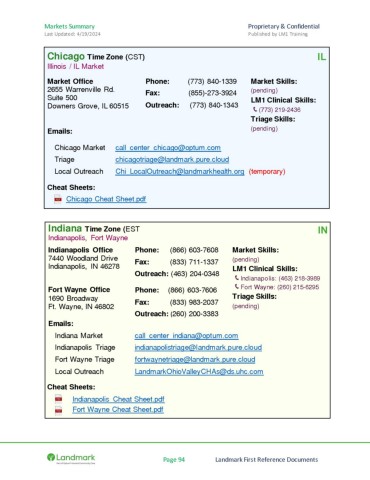 Markets Summary Proprietary & Confidential
Last Updated: 4/19/2024 Published by LM1 Training
Chicago Time Zone (CST) IL
Illinois / IL Market
Market Office Phone: (773) 840-1339 Market Skills:
2655 Warrenville Rd. Fax: (855)-273-3924 (pending)
Suite 500 LM1 Clinical Skills:
Downers Grove, IL 60515 Outreach: (773) 840-1343 (773) 219-2436
Triage Skills:
Emails: (pending)
Chicago Market call_center_chicago@optum.com
Triage chicagotriage@landmark.pure.cloud
Local Outreach Chi_LocalOutreach@landmarkhealth.org (temporary)
Cheat Sheets:
Chicago Cheat Sheet.pdf
Indiana Time Zone (EST IN
Indianapolis, Fort Wayne
Indianapolis Office Phone: (866) 603-7608 Market Skills:
7440 Woodland Drive Fax: (833) 711-1337 (pending)
Indianapolis, IN 46278 LM1 Clinical Skills:
Outreach: (463) 204-0348 Indianapolis: (463) 218-3989
Fort Wayne Office Phone: (866) 603-7606 Fort Wayne: (260) 215-6295
1690 Broadway Fax: (833) 983-2037 Triage Skills:
Ft. Wayne, IN 46802 (pending)
Outreach: (260) 200-3383
Emails:
Indiana Market call_center_indiana@optum.com
Indianapolis Triage indianapolistriage@landmark.pure.cloud
Fort Wayne Triage fortwaynetriage@landmark.pure.cloud
Local Outreach LandmarkOhioValleyCHAs@ds.uhc.com
Cheat Sheets:
Indianapolis Cheat Sheet.pdf
Fort Wayne Cheat Sheet.pdf
Landmark Page 94 Landmark First Reference Documents